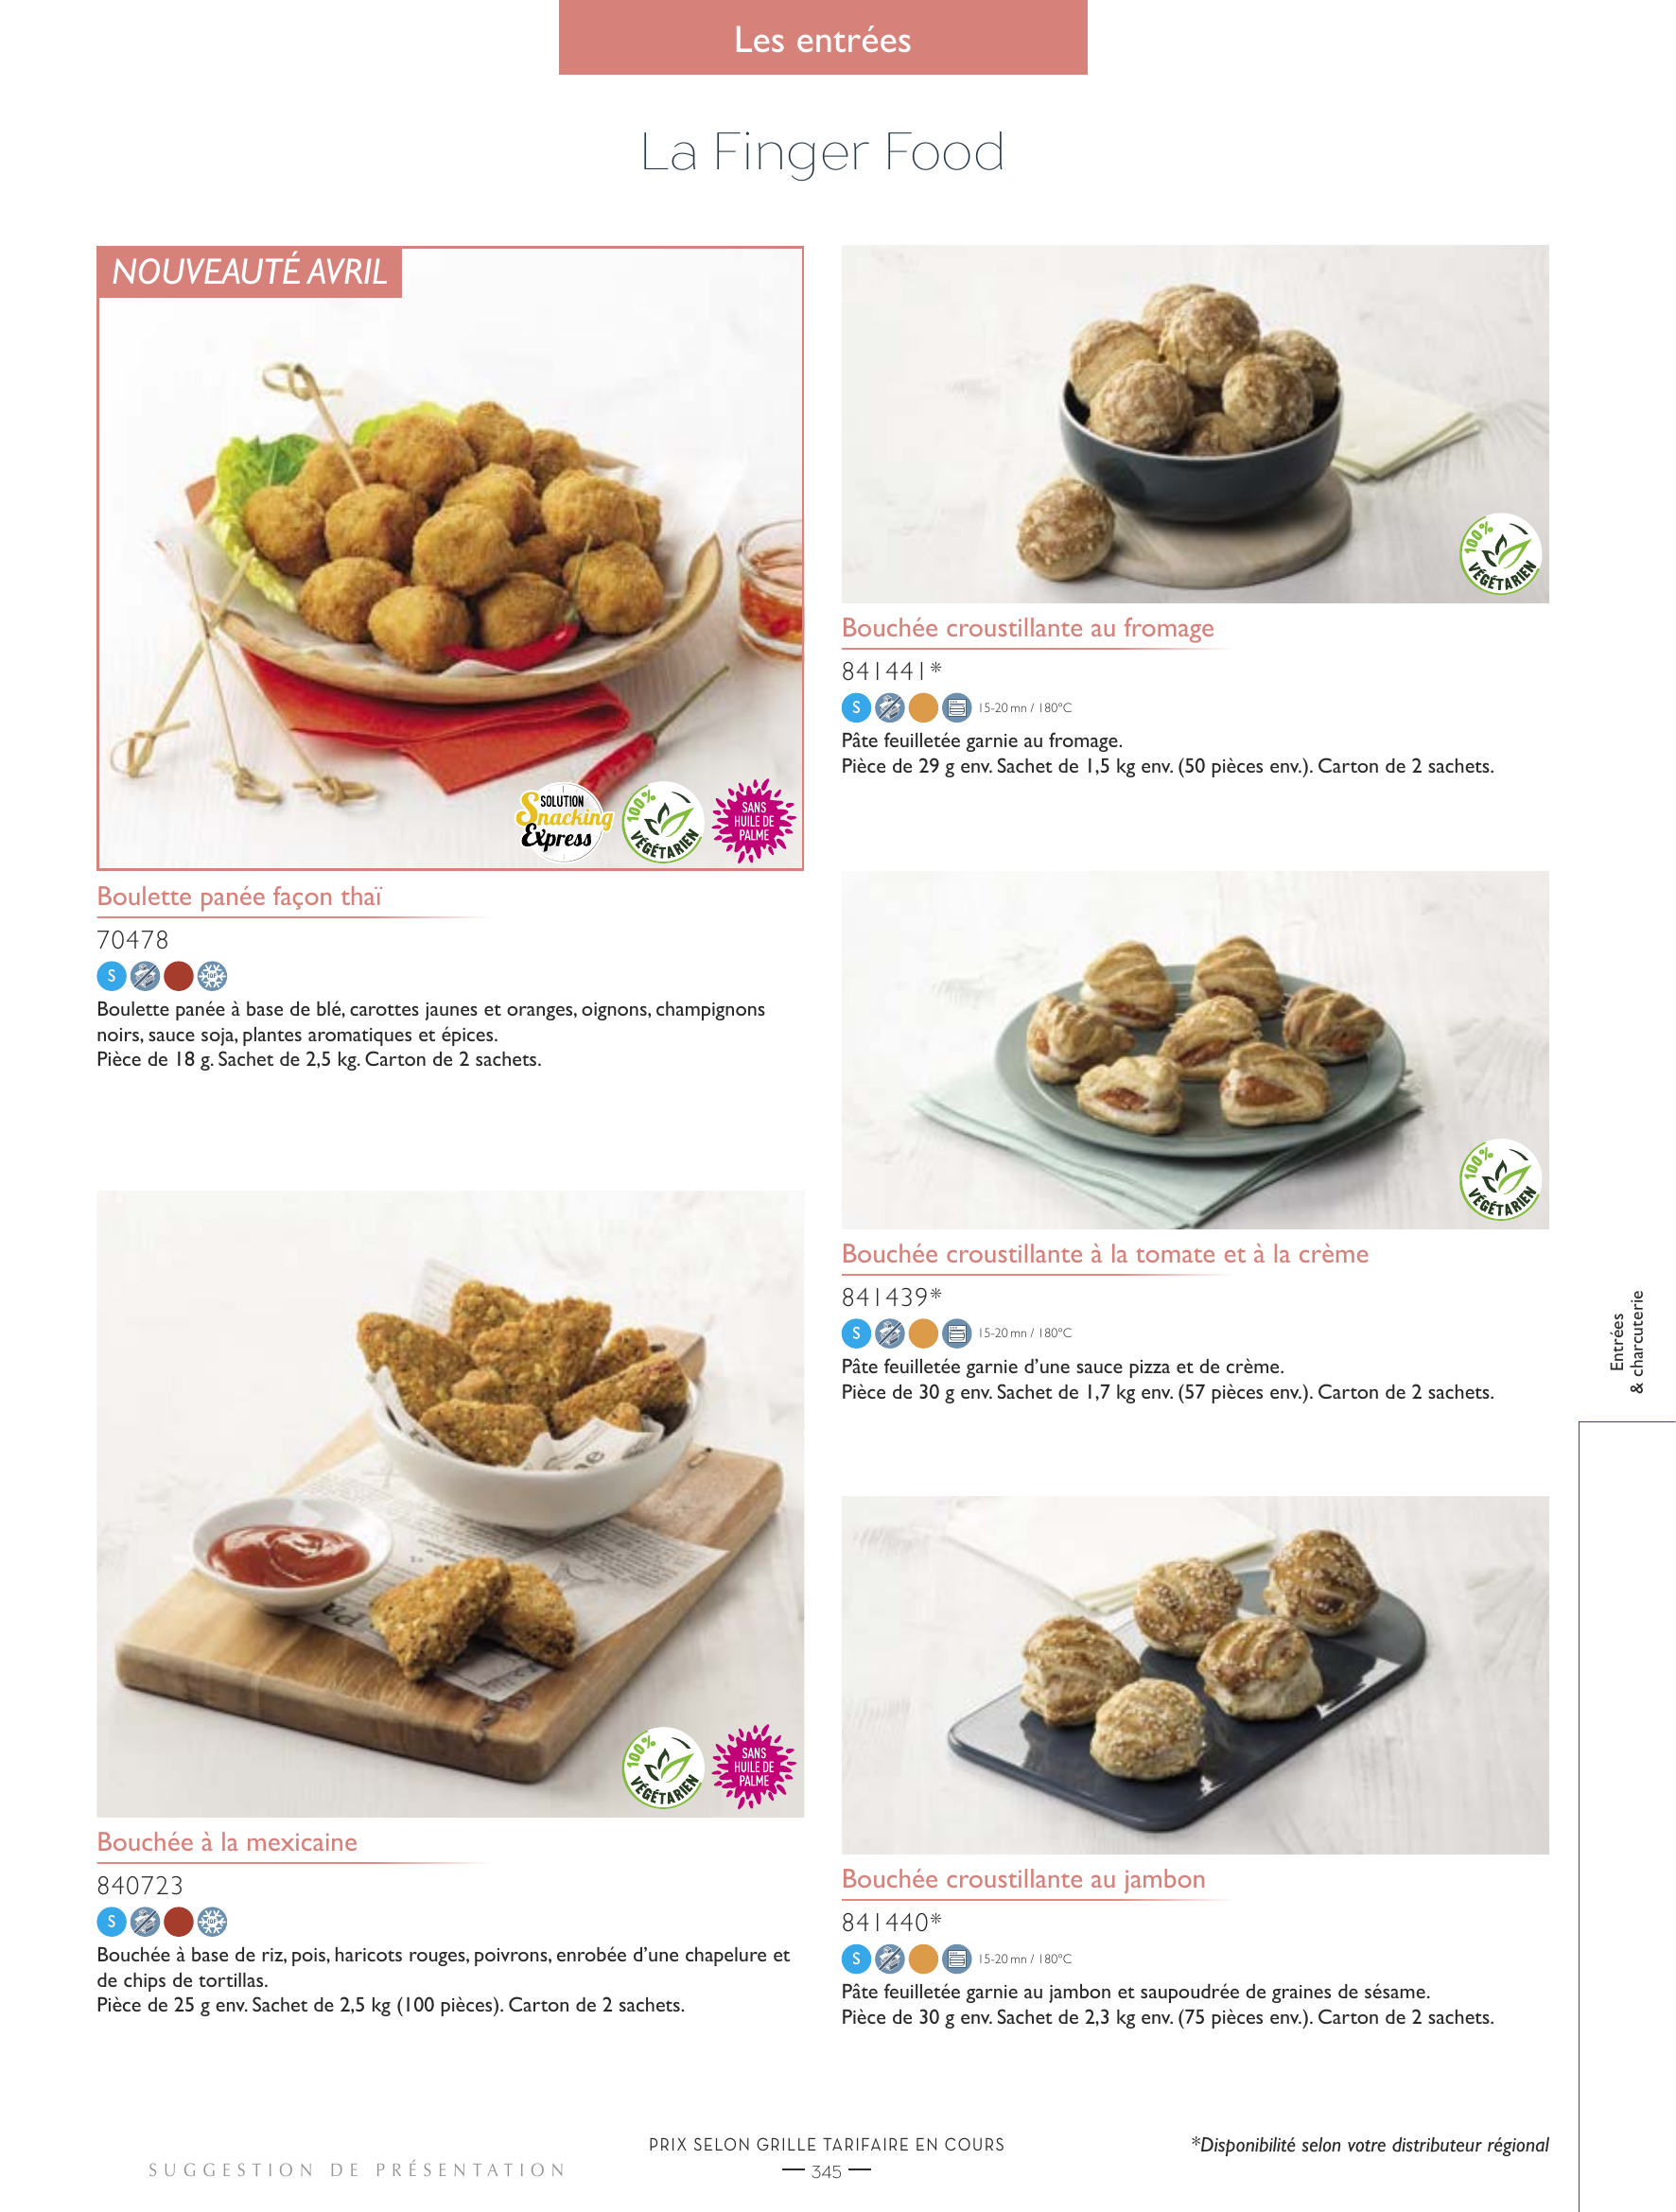 Les entrées
La Finger Food
NOUVEAUTÉ AVRIL
SOLUTION
Snacking
Express
100%
VÉGÉTARIEN
SANS
HUILE DE
PALME
Boulette panée façon thaï
70478
S
Boulette panée à base de blé, carottes jaunes et oranges, oignons, champignons
noirs, sauce soja, plantes aromatiques et épices.
Pièce de 18 g. Sachet de 2,5 kg. Carton de 2 sachets.
100%
VÉGÉTARIEN
SANS
HUILE DE
PALME
Bouchée à la mexicaine
840723
S
Bouchée à base de riz, pois, haricots rouges, poivrons, enrobée d’une chapelure et
de chips de tortillas.
Pièce de 25 g env. Sachet de 2,5 kg (100 pièces). Carton de 2 sachets.
100%
VÉGÉTARIEN
Bouchée croustillante au fromage
841441*
S 15-20 mn / 180°C
Pâte feuilletée garnie au fromage.
Pièce de 29 g env. Sachet de 1,5 kg env. (50 pièces env.). Carton de 2 sachets.
100%
VÉGÉTARIEN
Bouchée croustillante à la tomate et à la crème
841439*
S 15-20 mn / 180°C
Pâte feuilletée garnie d’une sauce pizza et de crème.
Pièce de 30 g env. Sachet de 1,7 kg env. (57 pièces env.). Carton de 2 sachets.
Bouchée croustillante au jambon
841440*
S 15-20 mn / 180°C
Pâte feuilletée garnie au jambon et saupoudrée de graines de sésame.
Pièce de 30 g env. Sachet de 2,3 kg env. (75 pièces env.). Carton de 2 sachets.
Entrées
& charcuterie
PRIX SELON GRILLE TARIFAIRE EN COURS
*Disponibilité selon votre distributeur régional
SUGGESTION DE PRÉSENTATION
345